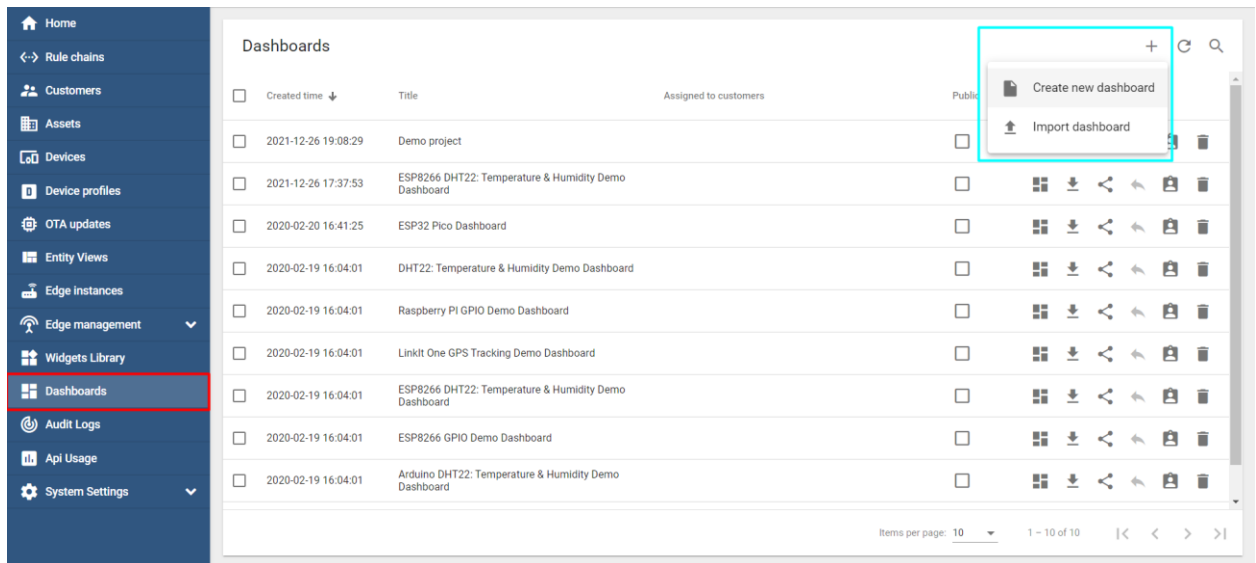 Home
Rule chains
Customers
Assets
Devices
Device profiles
OTA updates
Entity Views
Edge instances
Edge management
Widgets Library
Dashboards
Audit Logs
Api Usage
System Settings
Dashboards
Create new dashboard
Import dashboard
Created time Title Assigned to customers Public
2021-12-26 19:08:29 Demo project
2021-12-26 17:37:53 ESP8266 DHT22: Temperature & Humidity Demo
Dashboard
2020-02-20 16:41:25 ESP32 Pico Dashboard
2020-02-19 16:04:01 DHT22: Temperature & Humidity Demo Dashboard
2020-02-19 16:04:01 Raspberry PI GPIO Demo Dashboard
2020-02-19 16:04:01 LinkIt One GPS Tracking Demo Dashboard
2020-02-19 16:04:01 ESP8266 DHT22: Temperature & Humidity Demo
Dashboard
2020-02-19 16:04:01 ESP8266 GPIO Demo Dashboard
2020-02-19 16:04:01 Arduino DHT22: Temperature & Humidity Demo
Dashboard
Items per page: 10 1 – 10 of 10